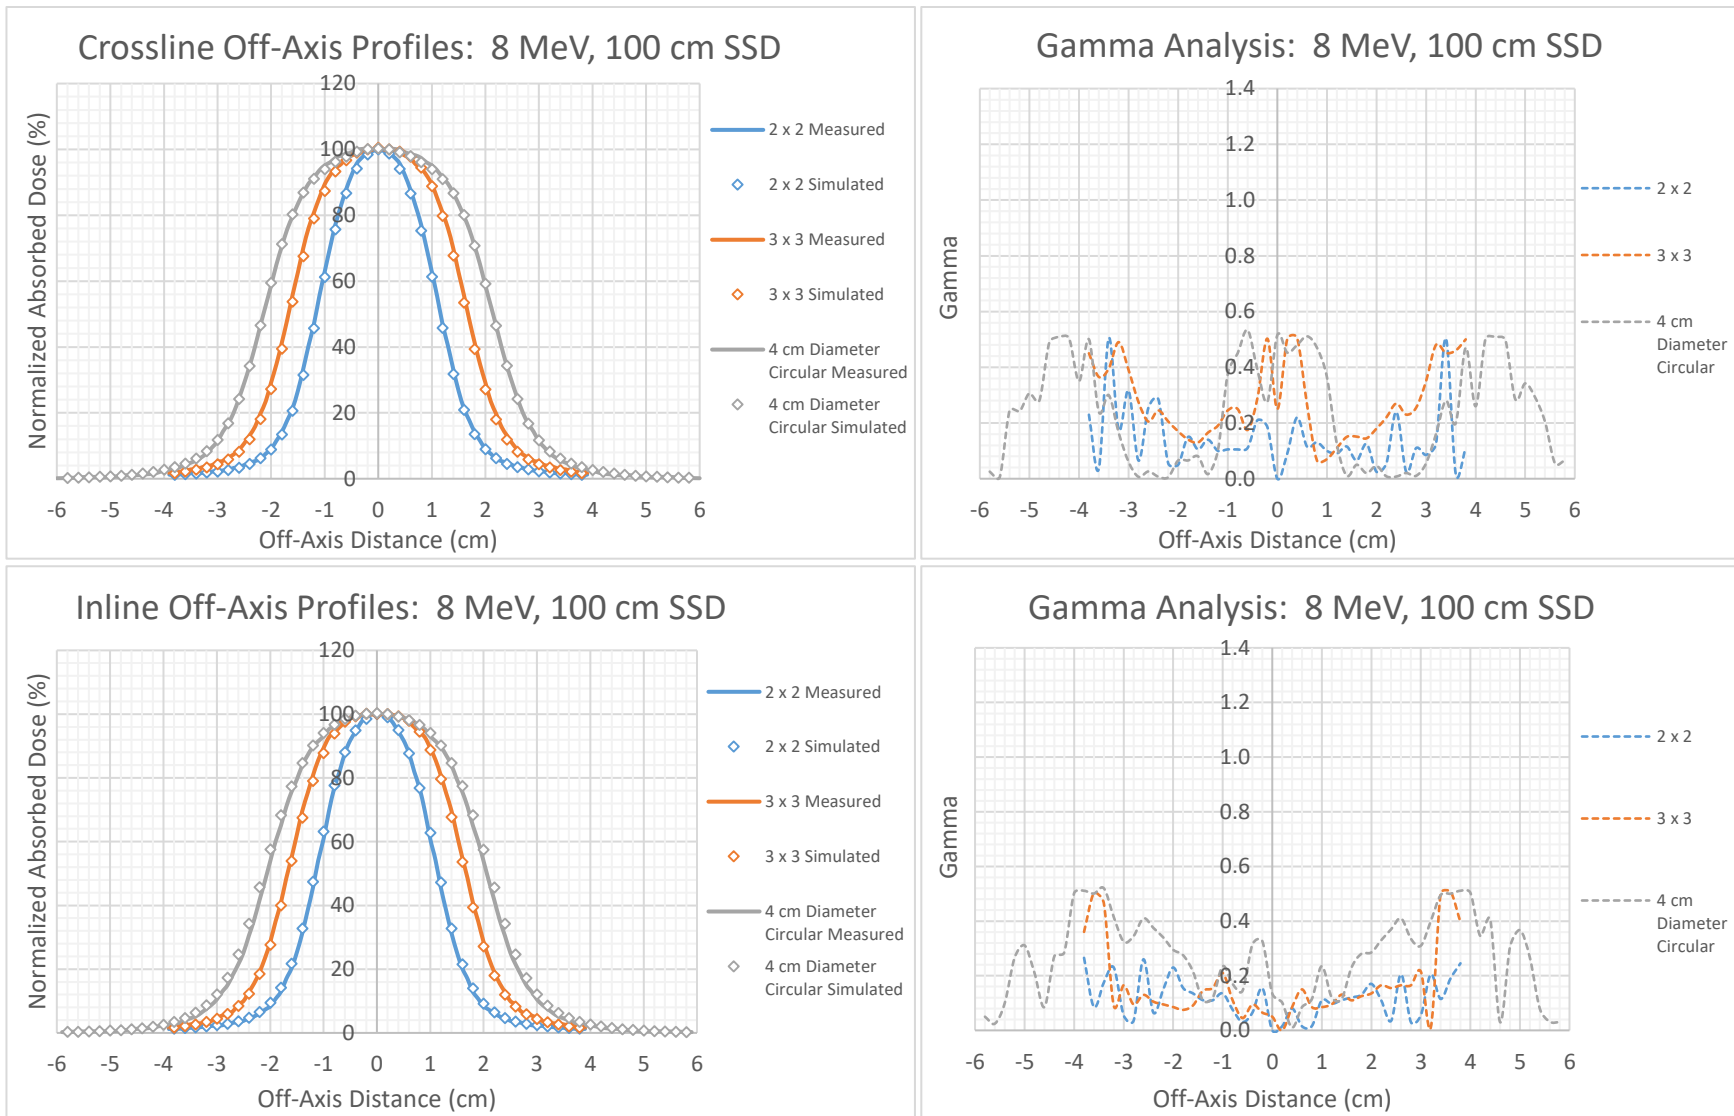 Crossline Off-Axis Profiles:  8 MeV, 100 cm SSD
Normalized Absorbed Dose (%)
120
100
80
60
40
20
0
-6 -5 -4 -3 -2 -1 0 1 2 3 4 5 6
Off-Axis Distance (cm)
2 x 2 Measured
2 x 2 Simulated
3 x 3 Measured
3 x 3 Simulated
4 cm Diameter
Circular Measured
4 cm Diameter
Circular Simulated
Gamma Analysis:  8 MeV, 100 cm SSD
Gamma
1.4
1.2
1.0
0.8
0.6
0.4
0.2
0.0
-6 -5 -4 -3 -2 -1 0 1 2 3 4 5 6
Off-Axis Distance (cm)
2 x 2
3 x 3
4 cm
Diameter
Circular
Inline Off-Axis Profiles:  8 MeV, 100 cm SSD
Normalized Absorbed Dose (%)
120
100
80
60
40
20
0
-6 -5 -4 -3 -2 -1 0 1 2 3 4 5 6
Off-Axis Distance (cm)
2 x 2 Measured
2 x 2 Simulated
3 x 3 Measured
3 x 3 Simulated
4 cm Diameter
Circular Measured
4 cm Diameter
Circular Simulated
Gamma Analysis:  8 MeV, 100 cm SSD
Gamma
1.4
1.2
1.0
0.8
0.6
0.4
0.2
0.0
-6 -5 -4 -3 -2 -1 0 1 2 3 4 5 6
Off-Axis Distance (cm)
2 x 2
3 x 3
4 cm
Diameter
Circular